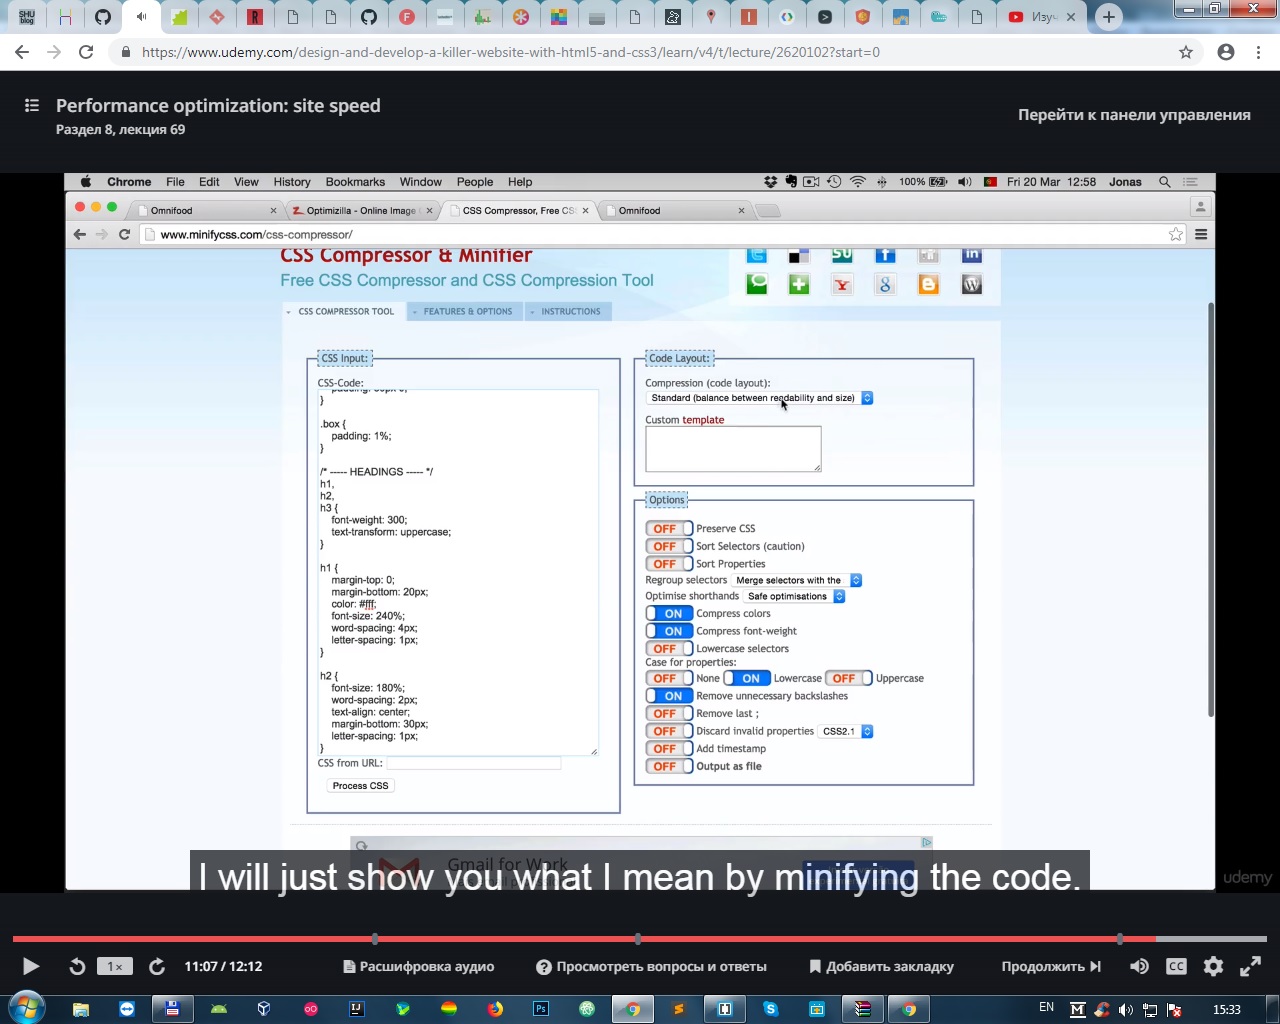 SHU
blog
Изуч
https://www.udemy.com/design-and-develop-a-killer-website-with-html5-and-css3/learn/v4/t/lecture/2620102?start=0
Performance optimization: site speed
Раздел 8, лекция 69
Перейти к панели управления
Chrome File Edit View History Bookmarks Window People Help
100% Fri 20 Mar 12:58 Jonas
Omnifood
Optimizilla - Online Image
CSS Compressor, Free CS
Omnifood
www.minifycss.com/css-compressor/
CSS Compressor & Minifier
Free CSS Compressor and CSS Compression Tool
CSS COMPRESSOR TOOL
FEATURES & OPTIONS
INSTRUCTIONS
CSS Input:
CSS-Code:
}
.box {
padding: 1%;
}
/* ----- HEADINGS ----- */
h1,
h2,
h3 {
font-weight: 300;
text-transform: uppercase;
}
h1 {
margin-top: 0;
margin-bottom: 20px;
color: #fff;
font-size: 240%;
word-spacing: 4px;
letter-spacing: 1px;
}
h2 {
font-size: 180%;
word-spacing: 2px;
text-align: center;
margin-bottom: 30px;
letter-spacing: 1px;
}
CSS from URL:
Process CSS
Code Layout:
Compression (code layout):
Standard (balance between readability and size)
Custom template
Options
OFF Preserve CSS
OFF Sort Selectors (caution)
OFF Sort Properties
Regroup selectors Merge selectors with the
Optimise shorthands Safe optimisations
ON Compress colors
ON Compress font-weight
OFF Lowercase selectors
Case for properties:
OFF None ON Lowercase OFF Uppercase
ON Remove unnecessary backslashes
OFF Remove last ;
OFF Discard invalid properties CSS2.1
OFF Add timestamp
OFF Output as file
Gmail for Work
I will just show you what I mean by minifying the code.
udemy
1×
11:07 / 12:12
Расшифровка аудио
Просмотреть вопросы и ответы
Добавить закладку
Продолжить
CC
EN
15:33